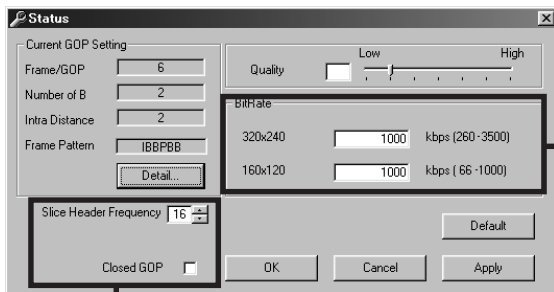 Status
Current GOP Setting
Frame/GOP 6
Number of B 2
Intra Distance 2
Frame Pattern IBBPBB
Detail...
Slice Header Frequency 16
Closed GOP
Quality Low High
BitRate
320x240 1000 kbps (260 -3500)
160x120 1000 kbps ( 66 -1000)
Default
OK Cancel Apply